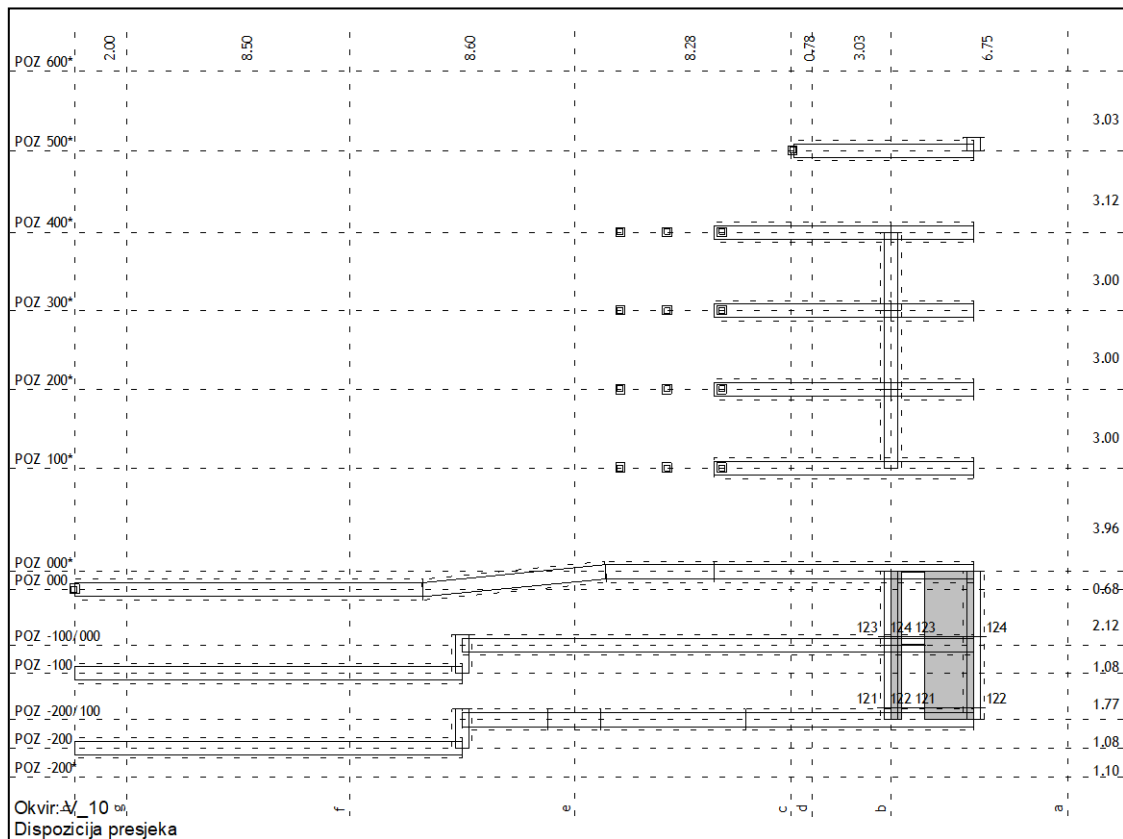 2.00 8.50 8.60 8.28 0.78 3.03 6.75
POZ 600*
3.03
POZ 500*
3.12
POZ 400*
3.00
POZ 300*
3.00
POZ 200*
3.00
POZ 100*
3.96
POZ 000*
POZ 000
0.68
2.12
123 124 123 124
POZ -100/000
POZ -100
1.08
1.77
121 122 121 122
POZ -200/100
POZ -200
1.08
POZ -200*
1.10
g f e c d b a
Okvir: V_10
Dispozicija presjeka